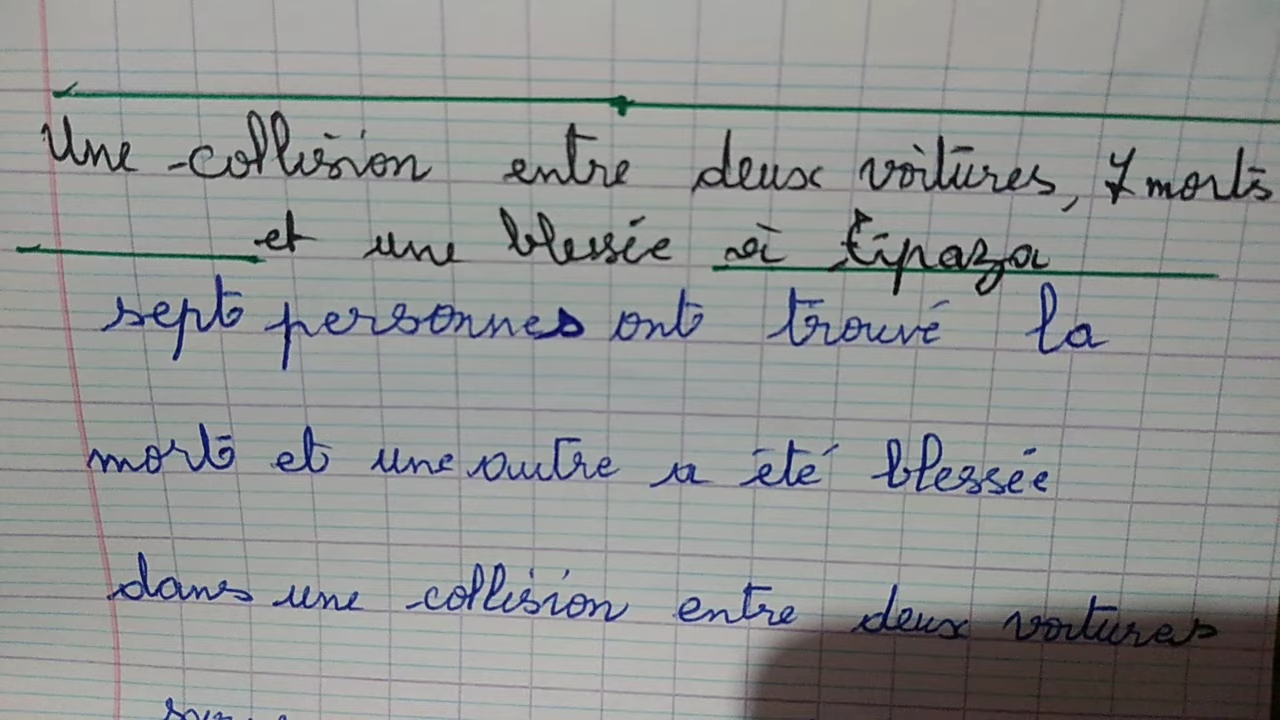 Une collision entre deux voitures, 7 morts
et une blessée à tipaza
sept personnes ont trouvé la
mort et une autre a été blessée
dans une collision entre deux voitures